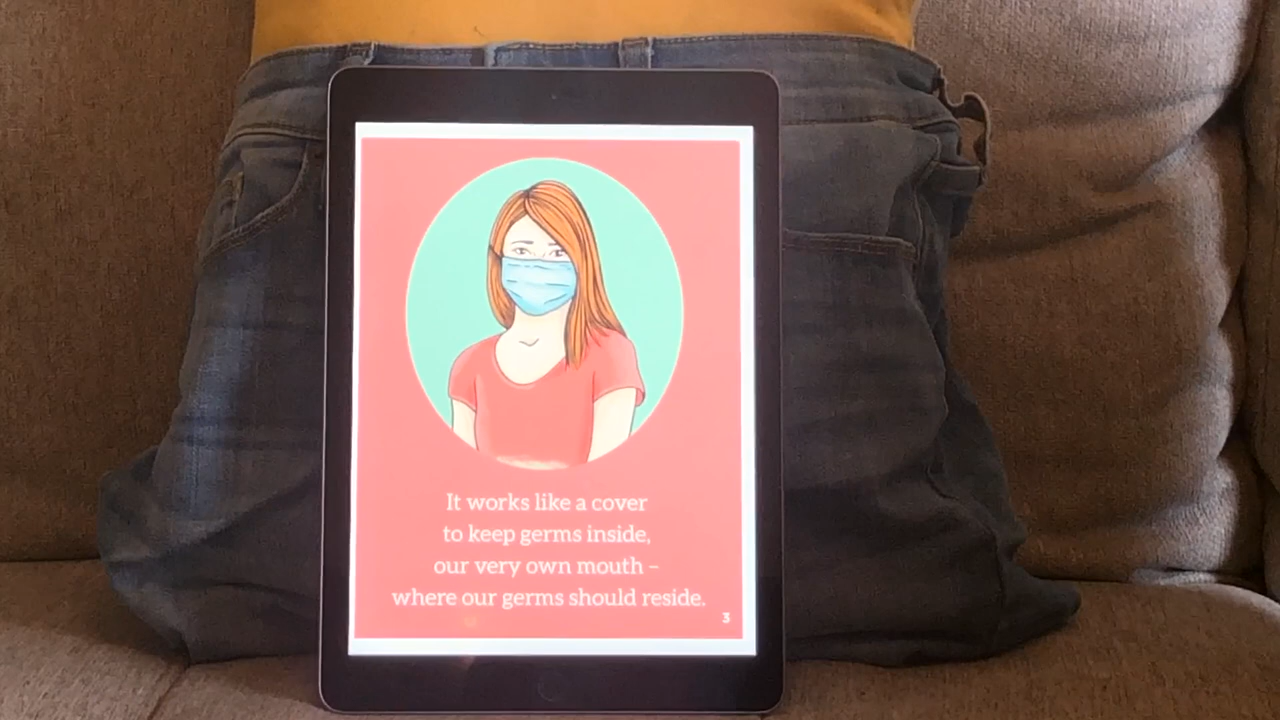 It works like a cover
to keep germs inside,
our very own mouth –
where our germs should reside.
3